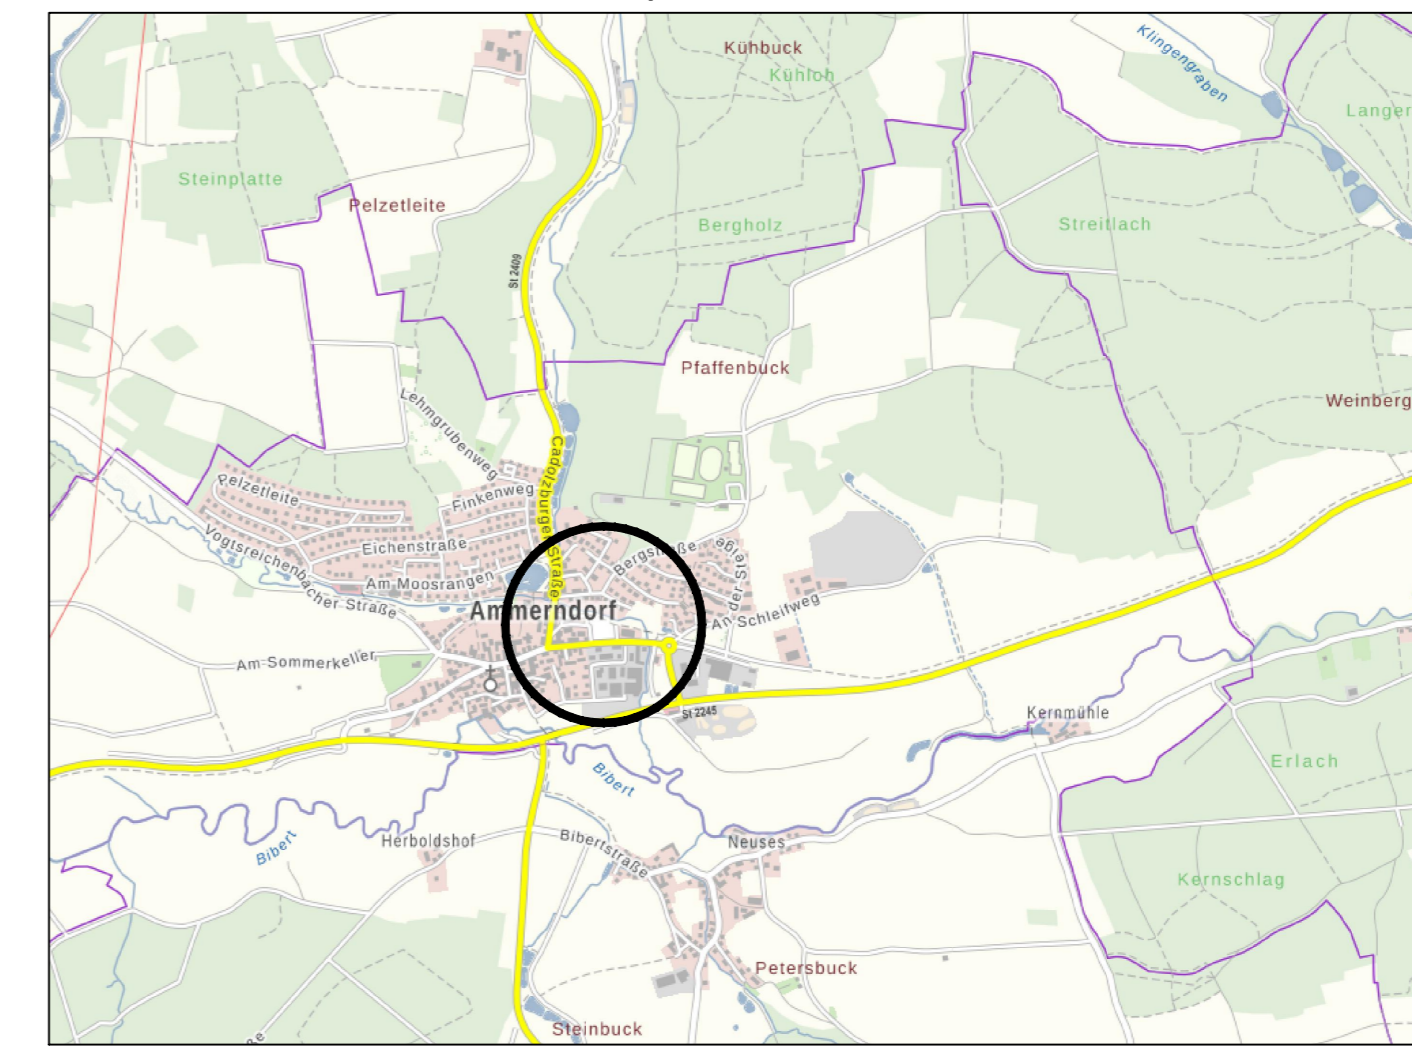 Kühbuck
Klingengraben
Kühloh
Langen
Steinplatte
Pelzetleite
Bergholz
Streitlach
St 2409
Pfaffenbuck
Weinberg
Lehmgrubenweg
Cadolzburger Straße
Pelzetleite
Finkenweg
Vogtsreichenbacher Straße
Eichenstraße
Bergstraße
An der Steige
Am Moosrangen
Ammerndorf
Schleifweg
Am Sommerkeller
St 2245
Kernmühle
Erlach
Bibert
Bibert
Herboldshof
Bibertstraße
Neuses
Kernschlag
Petersbuck
Steinbuck